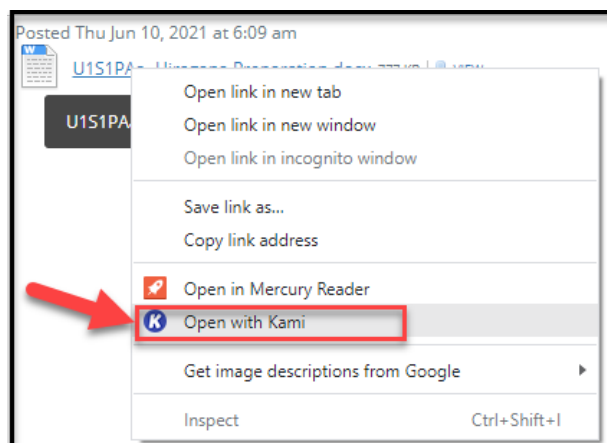 Posted Thu Jun 10, 2021 at 6:09 am
U1S1PA
Open link in new tab
U1S1PA
Open link in new window
Open link in incognito window
Save link as...
Copy link address
Open in Mercury Reader
K Open with Kami
Get image descriptions from Google
Inspect Ctrl+Shift+I